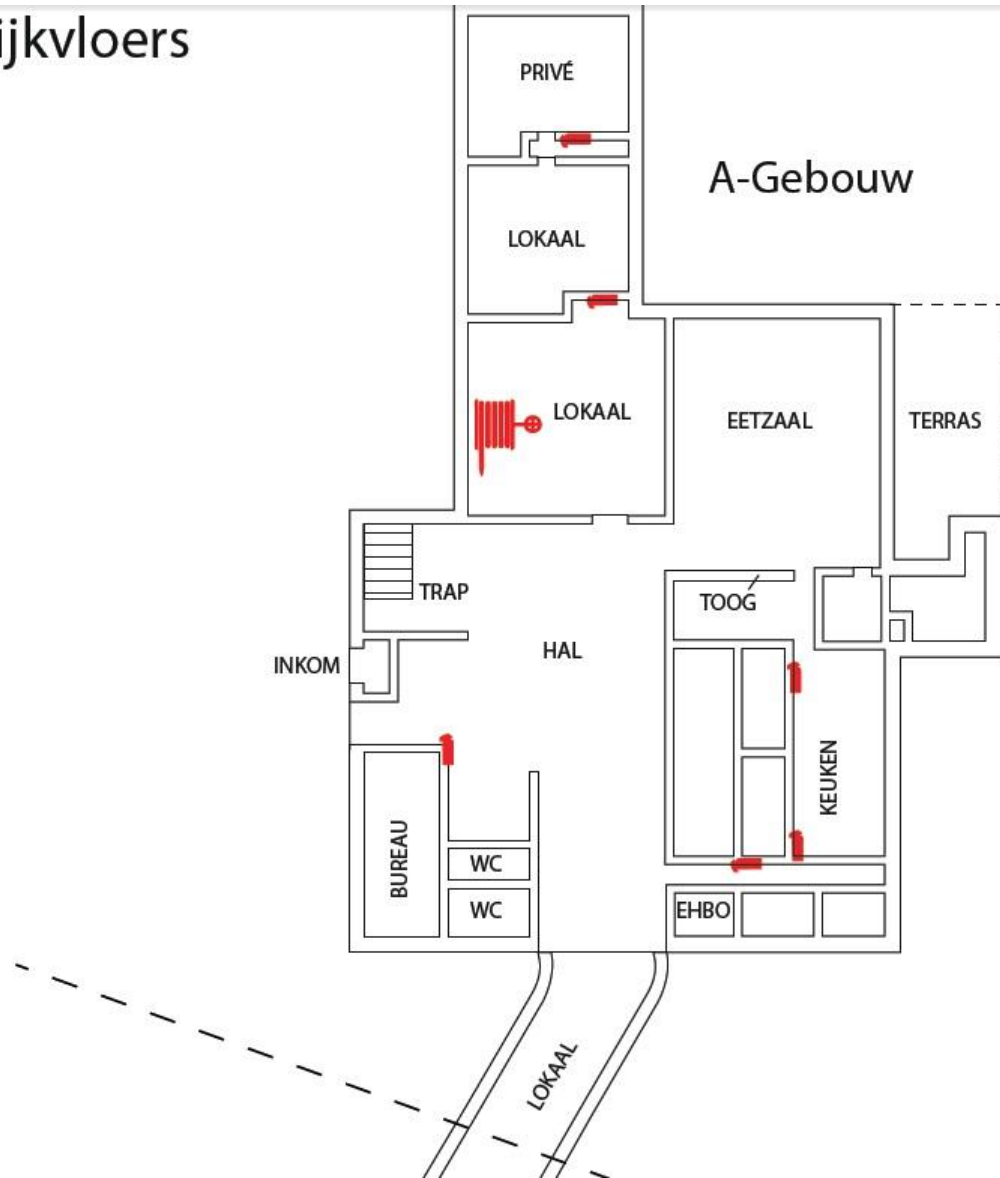 ijkvloers
PRIVÉ
A-Gebouw
LOKAAL
LOKAAL
EETZAAL
TERRAS
TRAP
TOOG
HAL
INKOM
KEUKEN
BUREAU
WC
WC
EHBO
LOKAAL